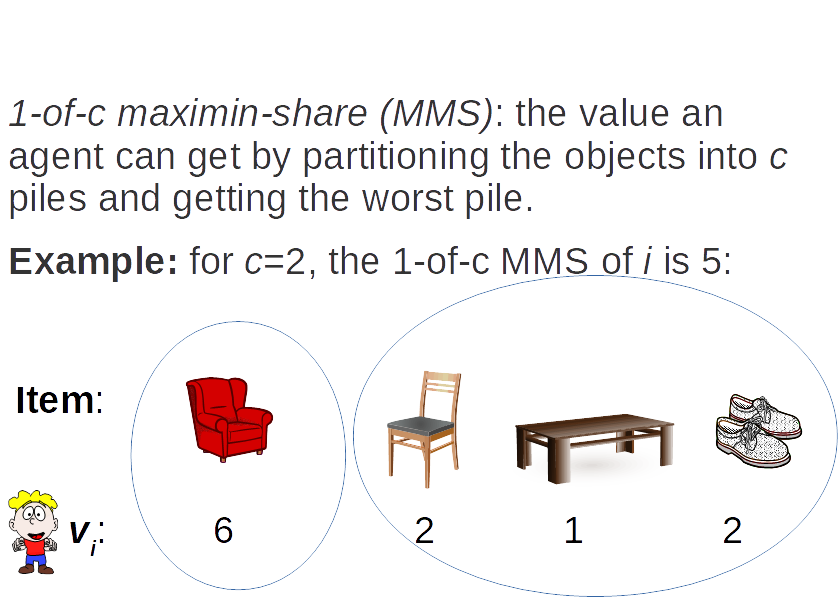 1-of-c maximin-share (MMS): the value an
agent can get by partitioning the objects into c
piles and getting the worst pile.
Example: for c=2, the 1-of-c MMS of i is 5:
Item:
vi: 6 2 1 2